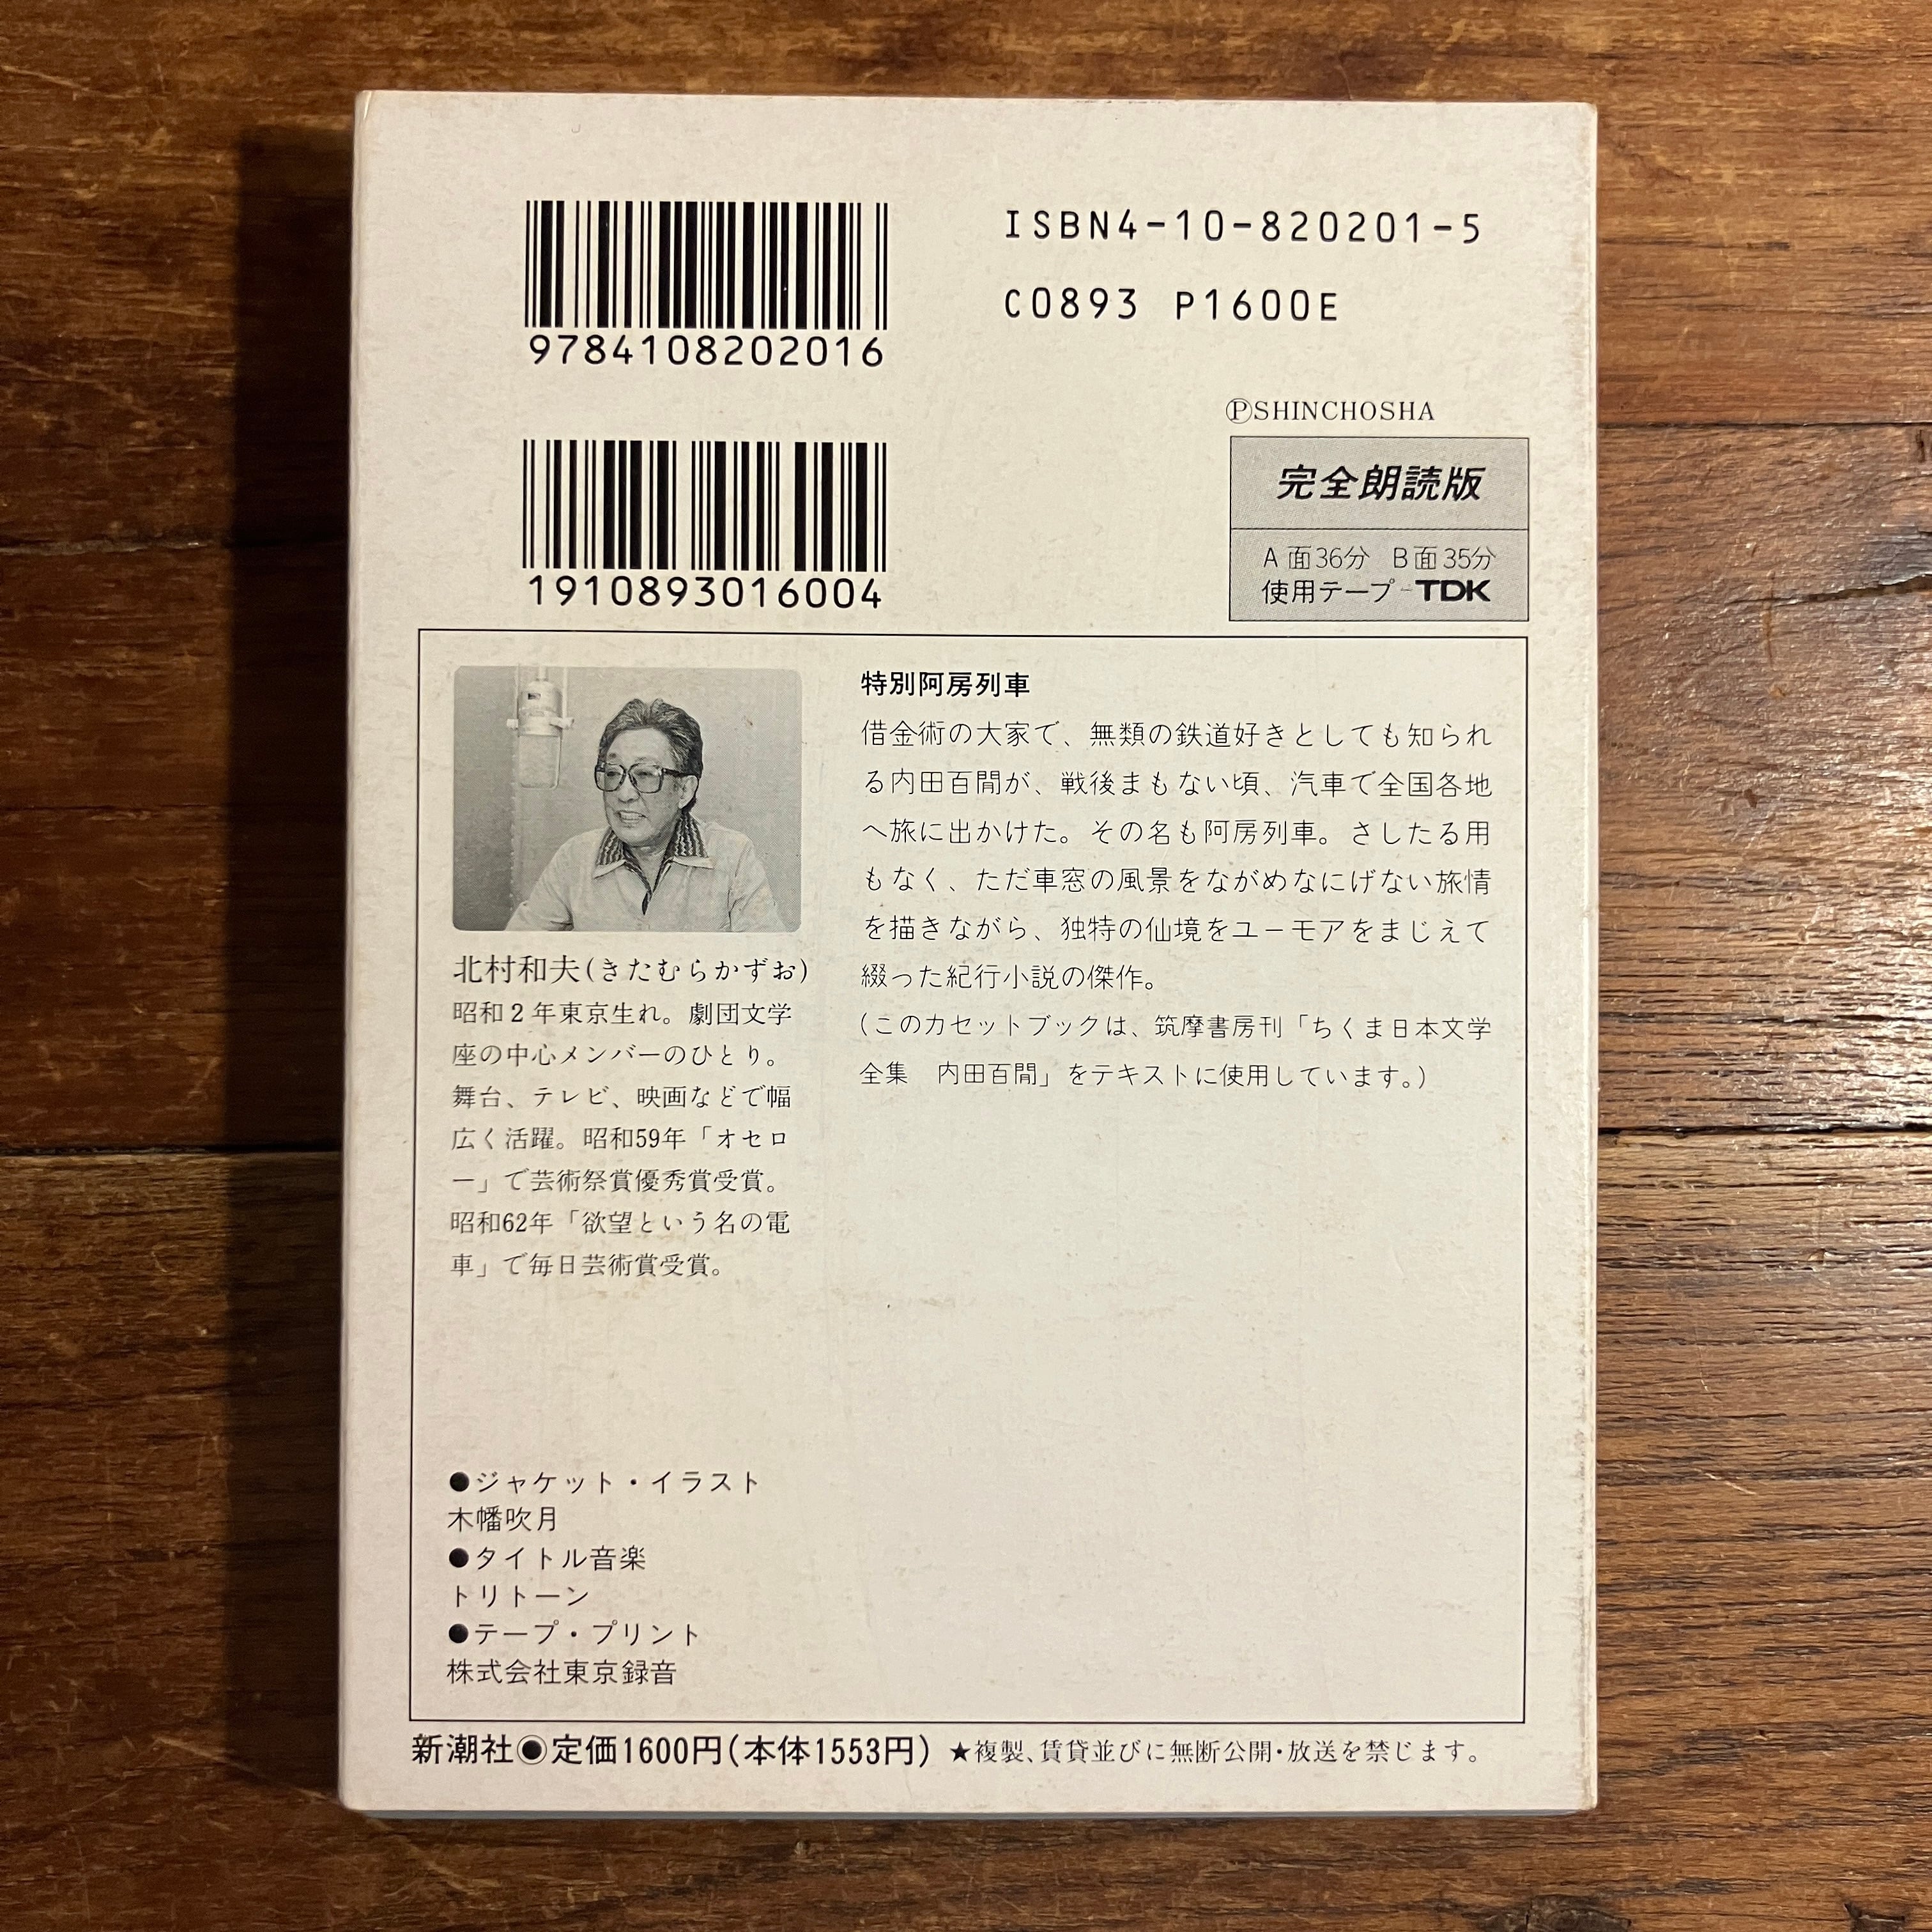 9784108202016
ISBN4-10-820201-5
C0893 P1600E
1910893016004
ⓅSHINCHOSHA
完全朗読版
A面36分 B面35分
使用テープ-TDK
北村和夫(きたむらかずお)
昭和2年東京生れ。劇団文学
座の中心メンバーのひとり。
舞台、テレビ、映画などで幅
広く活躍。昭和59年「オセロ
ー」で芸術祭賞優秀賞受賞。
昭和62年「欲望という名の電
車」で毎日芸術賞受賞。
特別阿房列車
借金術の大家で、無類の鉄道好きとしても知られ
る内田百閒が、戦後まもない頃、汽車で全国各地
へ旅に出かけた。その名も阿房列車。さしたる用
もなく、ただ車窓の風景をながめなにげない旅情
を描きながら、独特の仙境をユーモアをまじえて
綴った紀行小説の傑作。
(このカセットブックは、筑摩書房刊「ちくま日本文学
全集 内田百閒」をテキストに使用しています。)
●ジャケット・イラスト
木幡吹月
●タイトル音楽
トリトーン
●テープ・プリント
株式会社東京録音
新潮社◉定価1600円(本体1553円) ★複製、賃貸並びに無断公開・放送を禁じます。